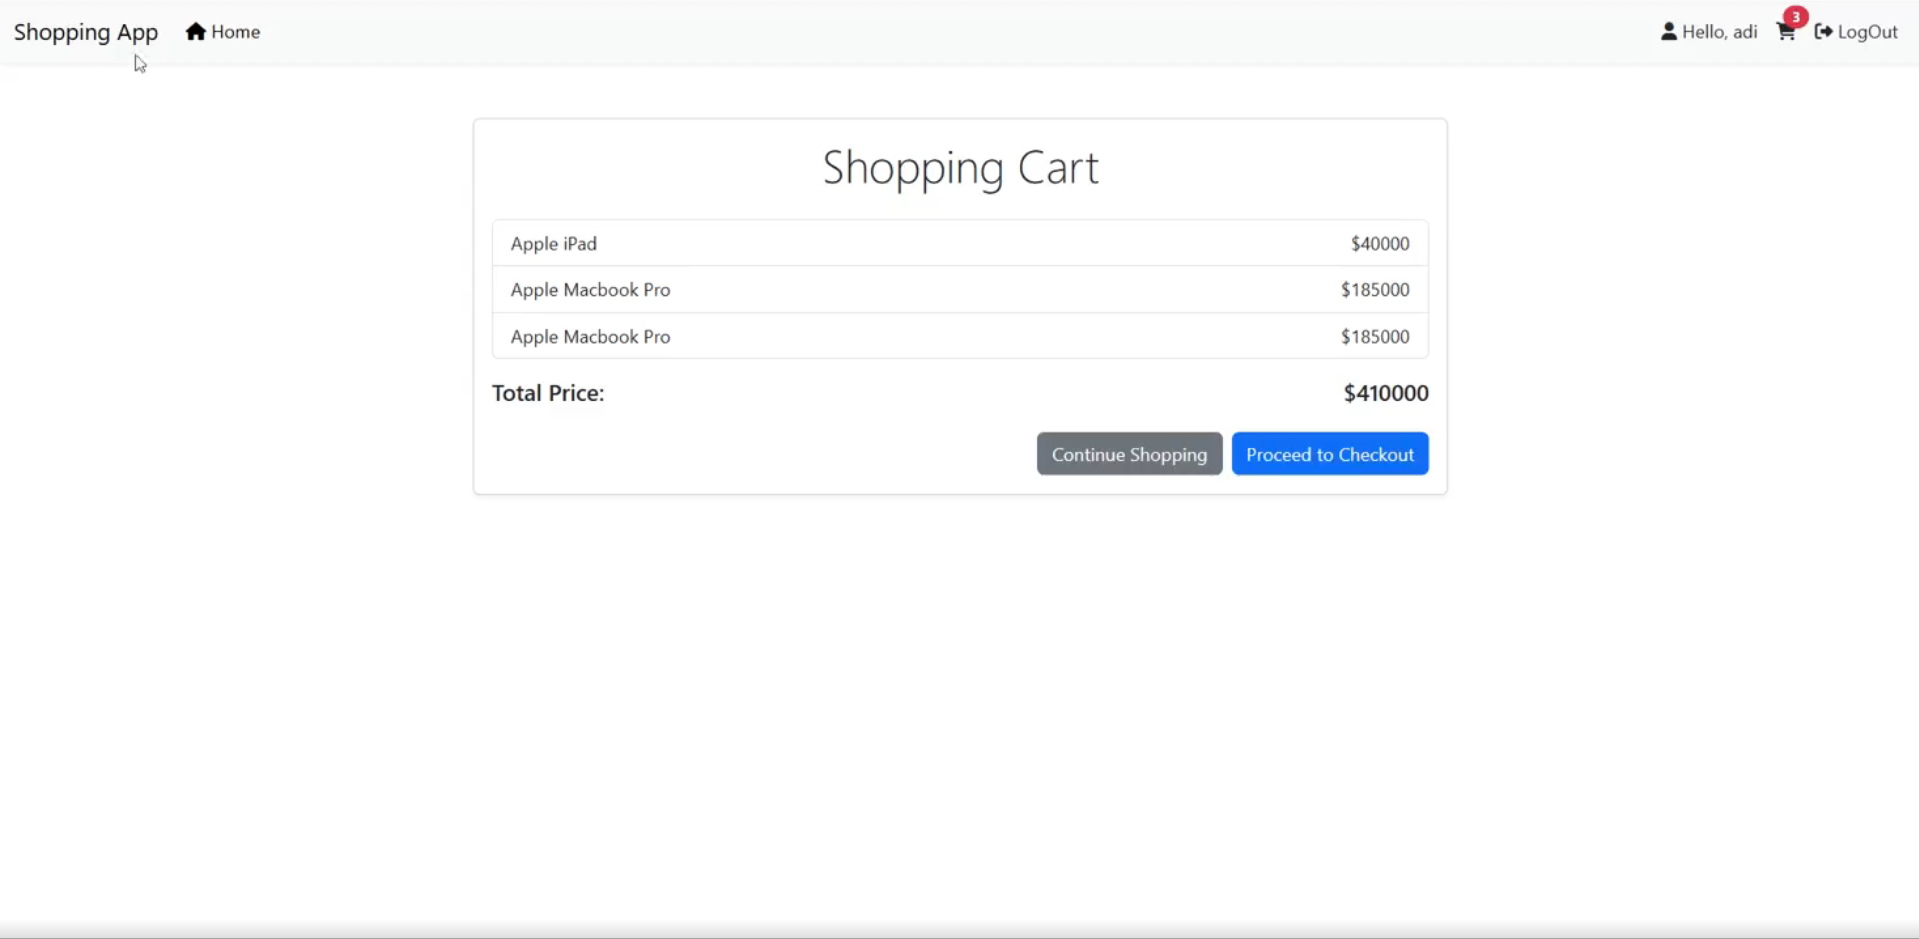 Shopping App Home Hello, adi 3 LogOut
Shopping Cart
Apple iPad $40000
Apple Macbook Pro $185000
Apple Macbook Pro $185000
Total Price: $410000
Continue Shopping Proceed to Checkout